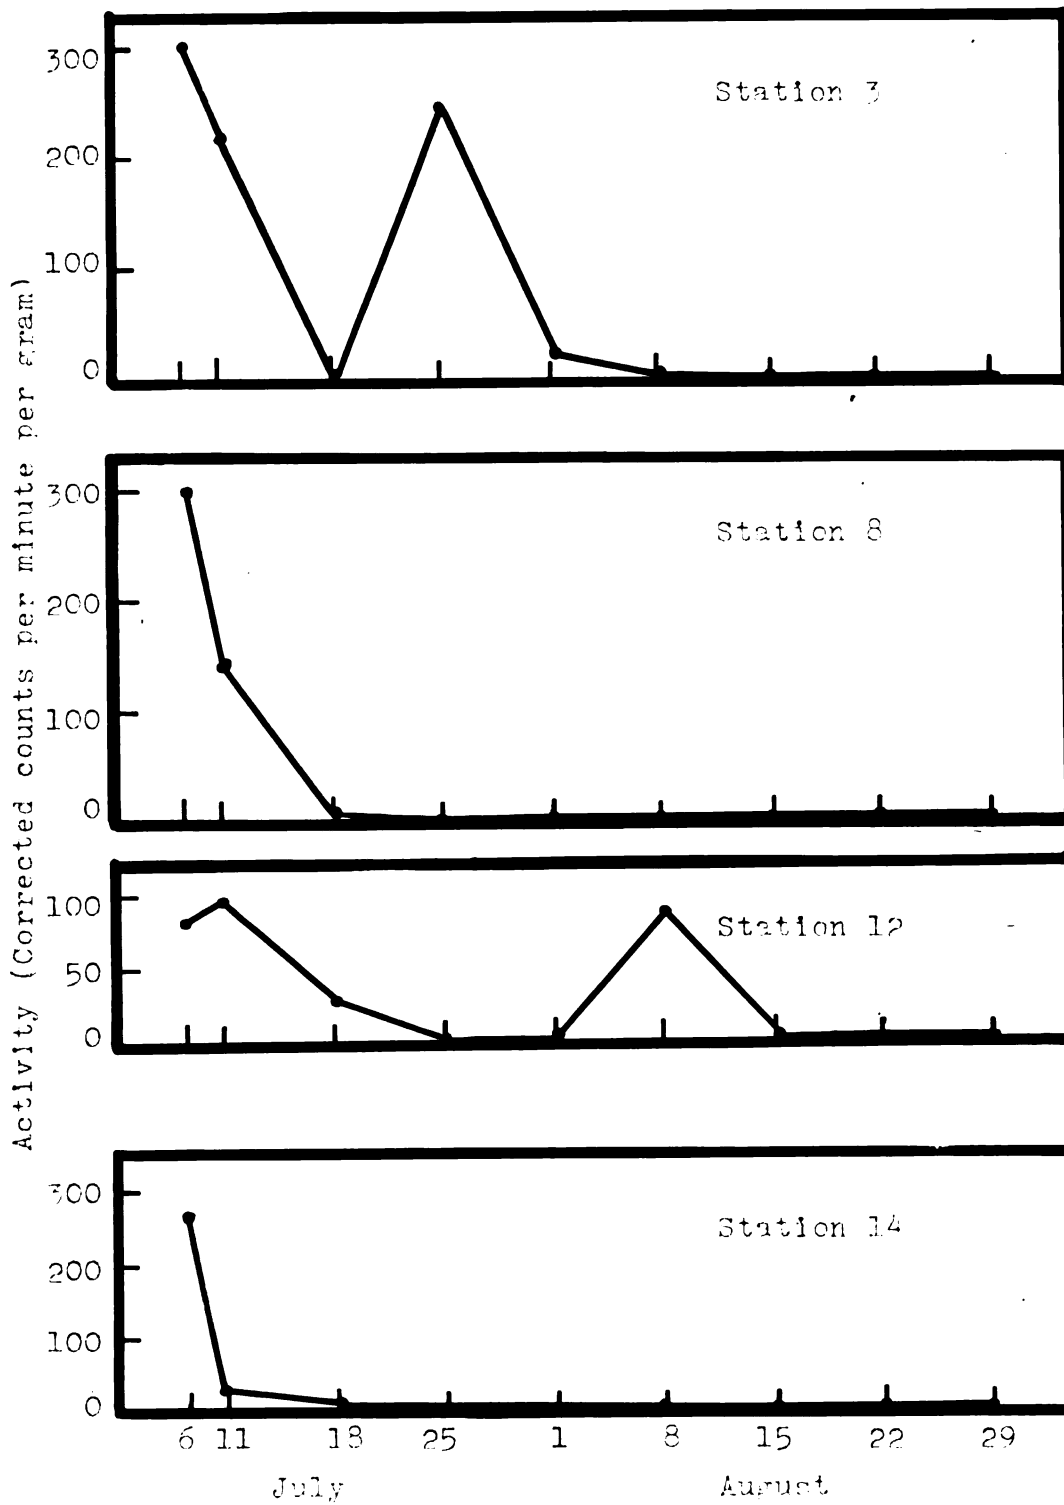 Activity (Corrected counts per minute per gram)
300
200
100
0
Station 3
300
200
100
0
Station 8
100
50
0
Station 12
300
200
100
0
Station 14
6 11 18 25 1 8 15 22 29
July August